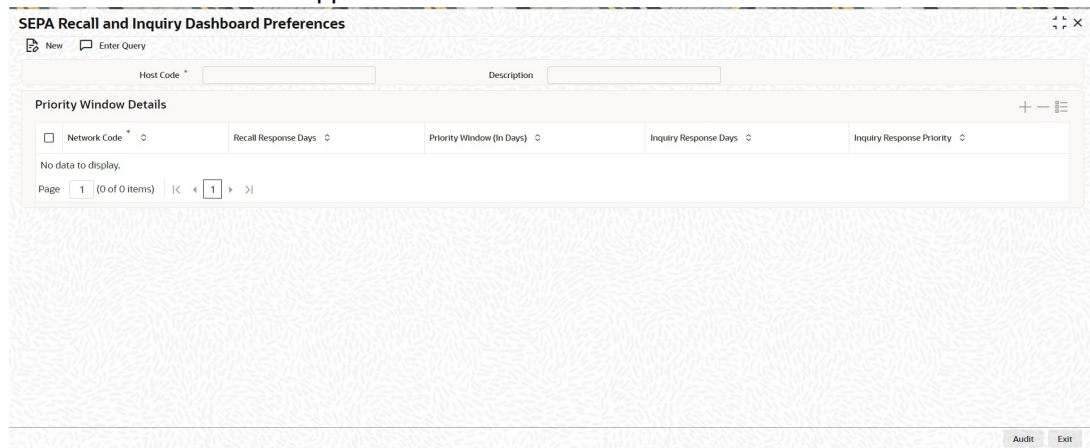 SEPA Recall and Inquiry Dashboard Preferences
New Enter Query
Host Code * Description
Priority Window Details
Network Code * Recall Response Days Priority Window (In Days) Inquiry Response Days Inquiry Response Priority
No data to display.
Page 1 (0 of 0 items) 1
Audit Exit